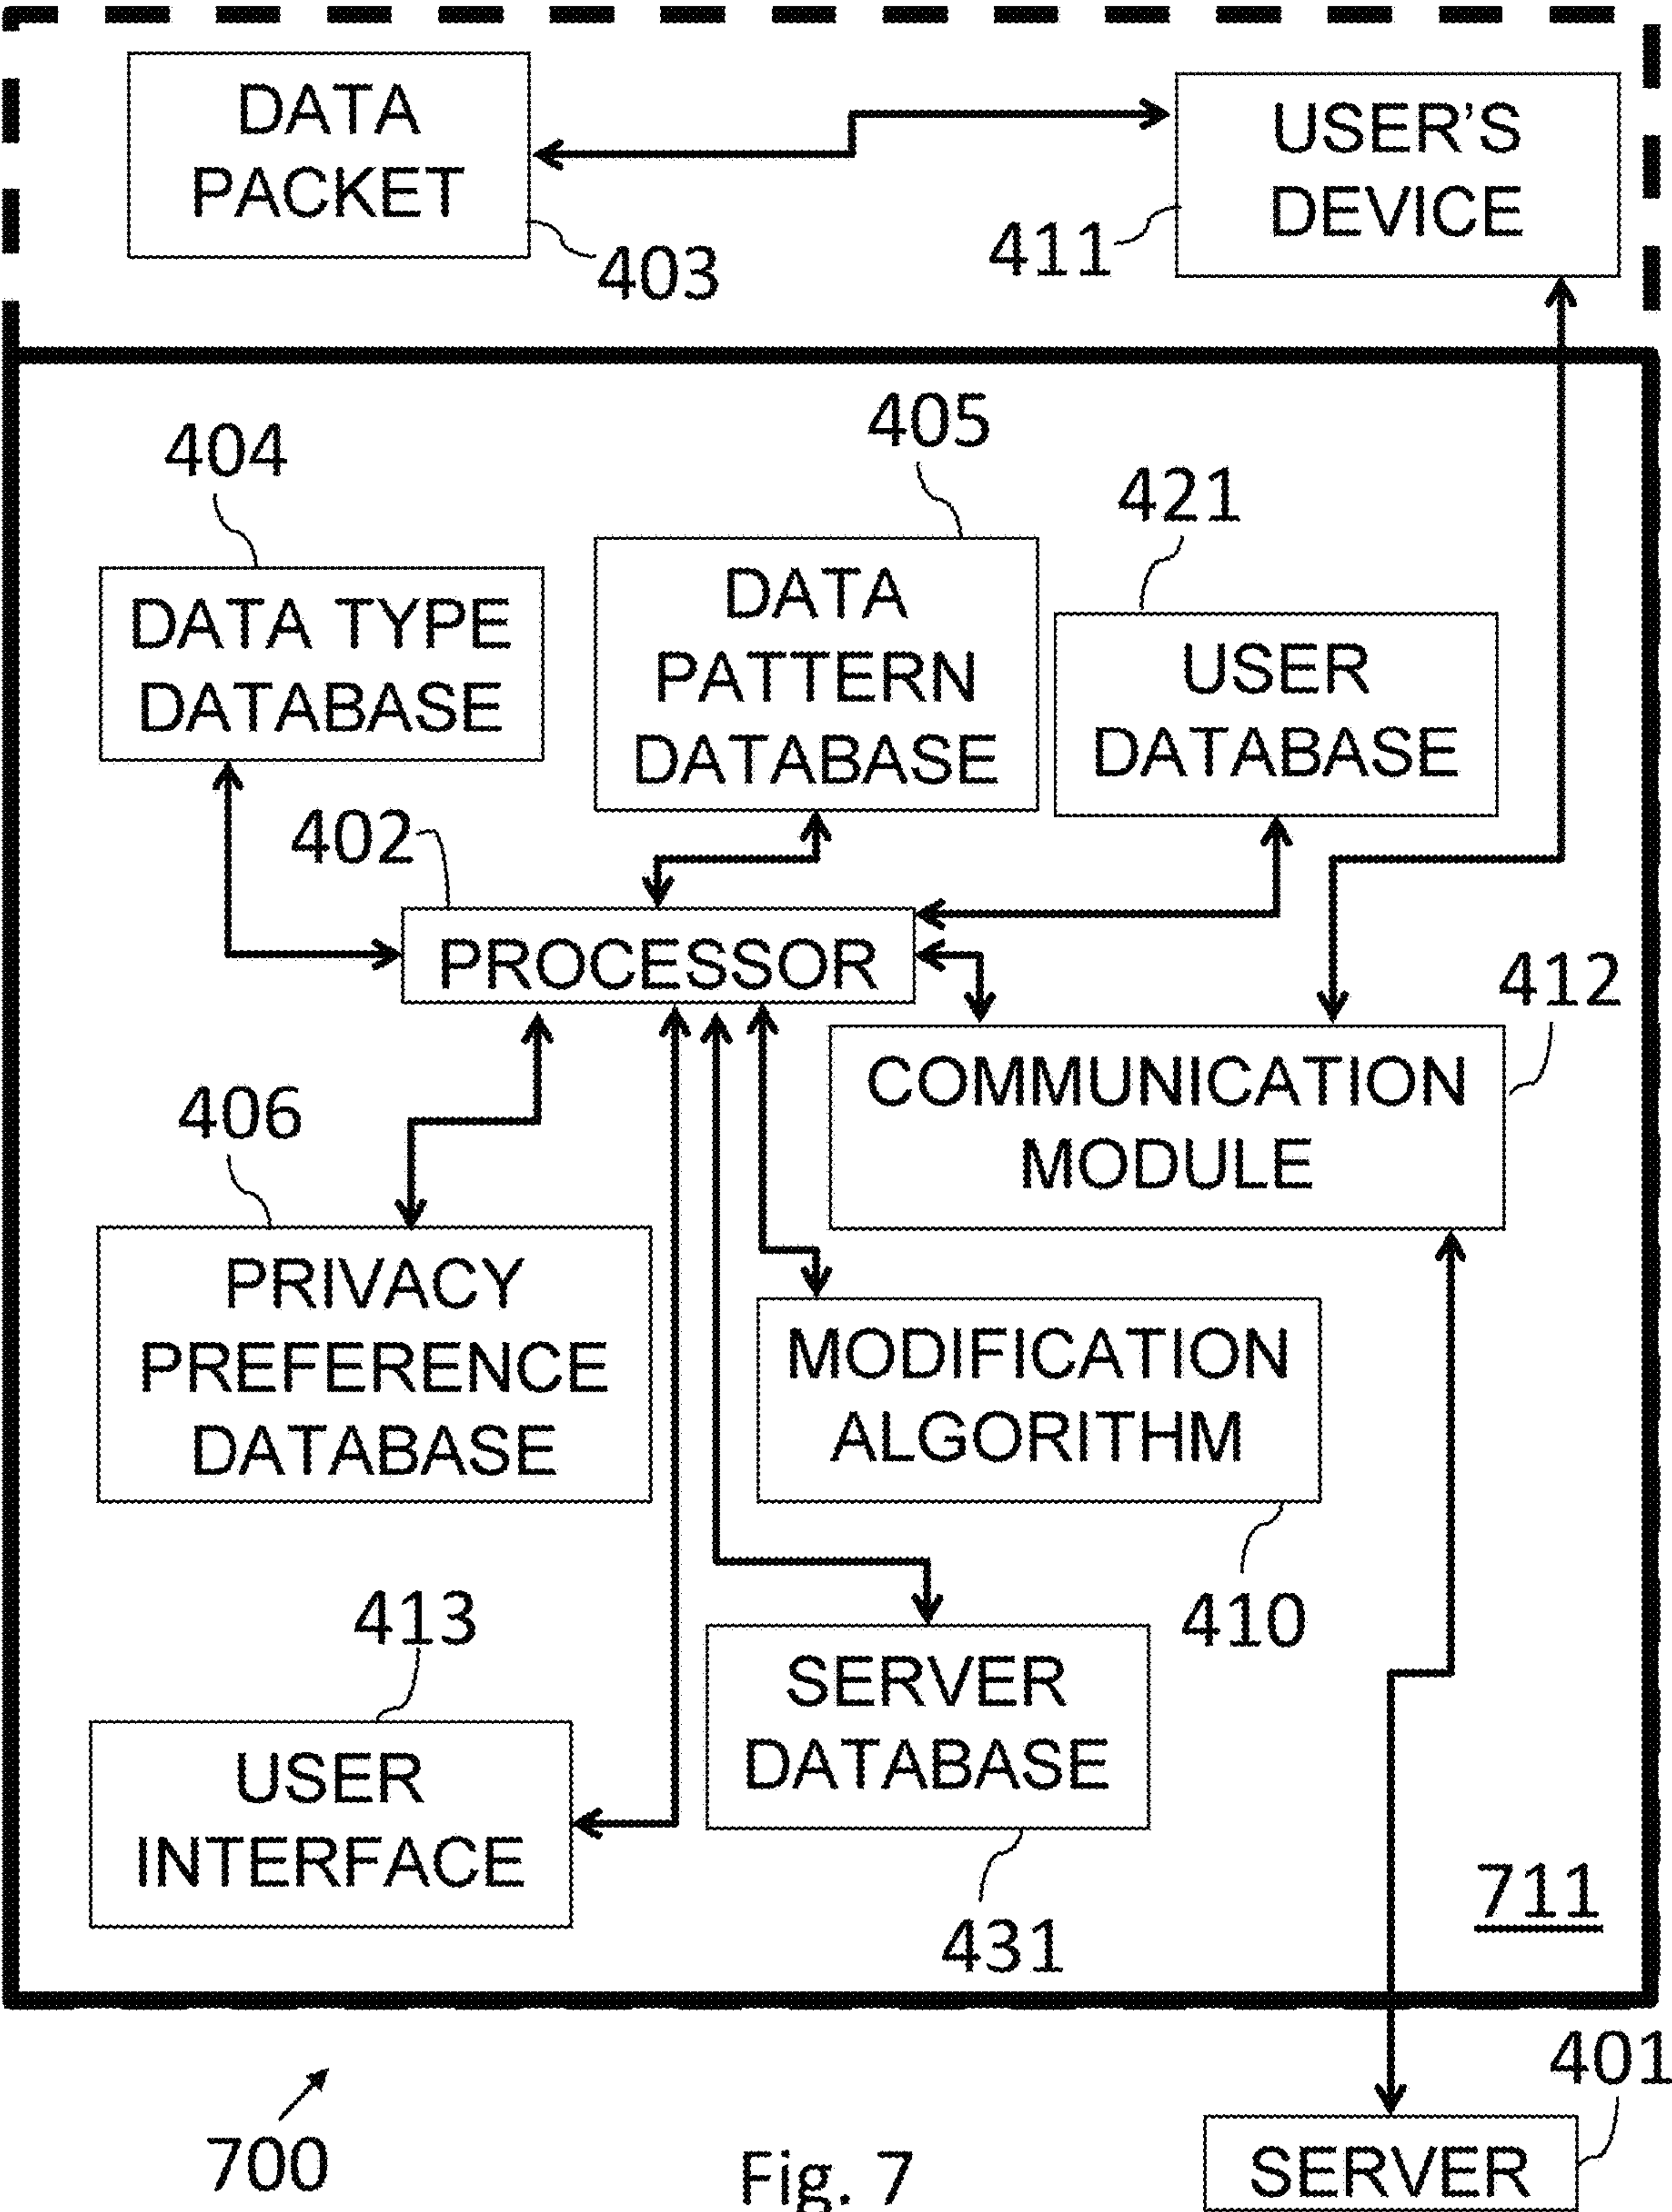 DATA
PACKET
403
USER’S
DEVICE
411
404
405
421
DATA TYPE
DATABASE
DATA
PATTERN
DATABASE
USER
DATABASE
402
PROCESSOR
412
COMMUNICATION
MODULE
406
PRIVACY
PREFERENCE
DATABASE
MODIFICATION
ALGORITHM
410
413
USER
INTERFACE
SERVER
DATABASE
431
711
401
SERVER
700
Fig. 7